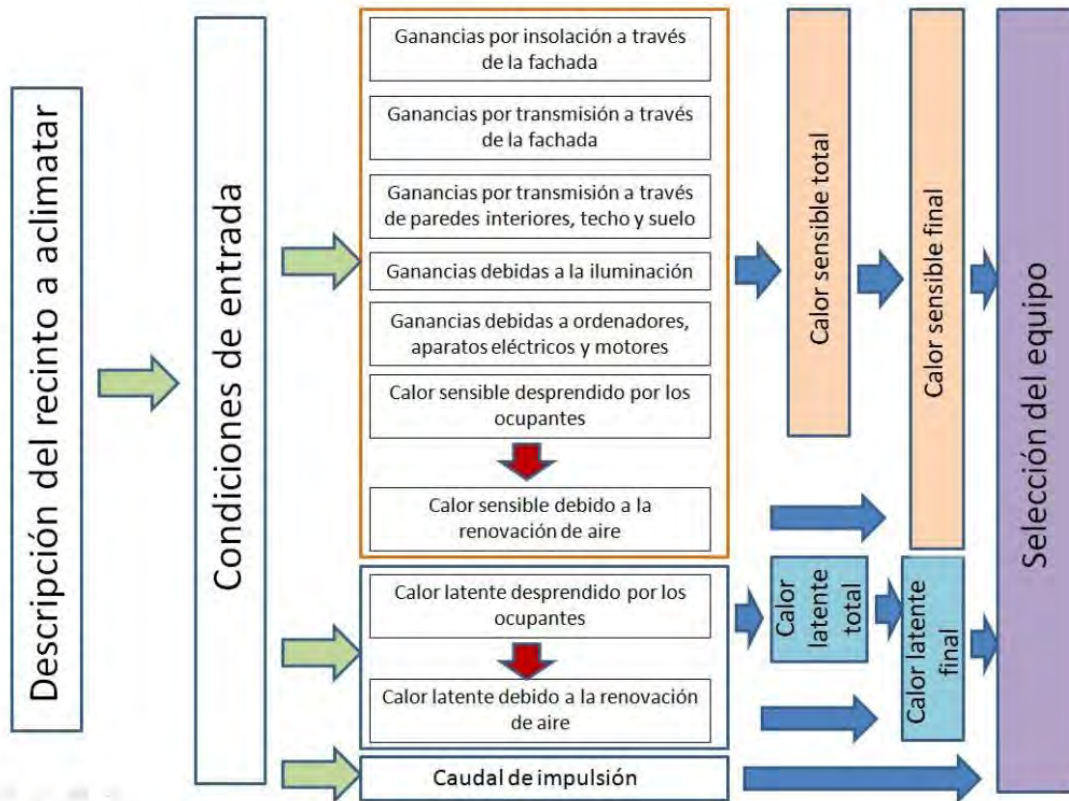 Descripción del recinto a aclimatar
Condiciones de entrada
Ganancias por insolación a través
de la fachada
Ganancias por transmisión a través
de la fachada
Ganancias por transmisión a través
de paredes interiores, techo y suelo
Ganancias debidas a la iluminación
Ganancias debidas a ordenadores,
aparatos eléctricos y motores
Calor sensible desprendido por los
ocupantes
Calor sensible debido a la
renovación de aire
Calor latente desprendido por los
ocupantes
Calor latente debido a la renovación
de aire
Caudal de impulsión
Calor sensible total
Calor sensible final
Calor
latente
total
Calor latente
final
Selección del equipo